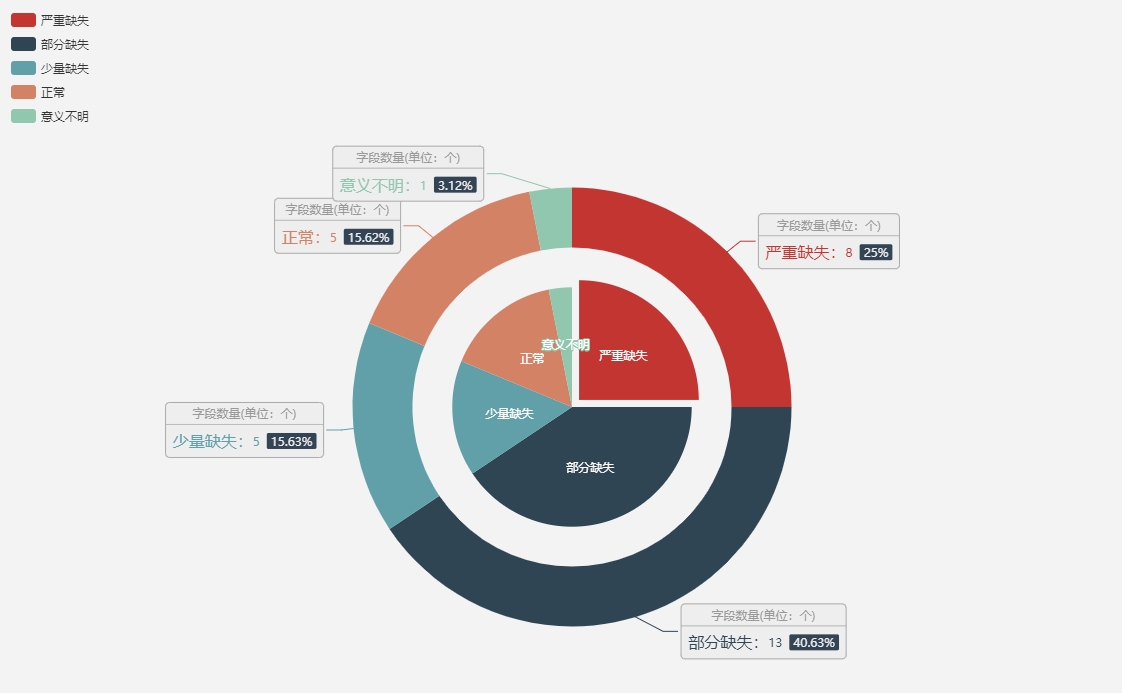 严重缺失
部分缺失
少量缺失
正常
意义不明
字段数量(单位：个)
意义不明：1 3.12%
字段数量(单位：个)
正常：5 15.62%
字段数量(单位：个)
严重缺失：8 25%
意义不明
严重缺失
正常
少量缺失
部分缺失
字段数量(单位：个)
少量缺失：5 15.63%
字段数量(单位：个)
部分缺失：13 40.63%